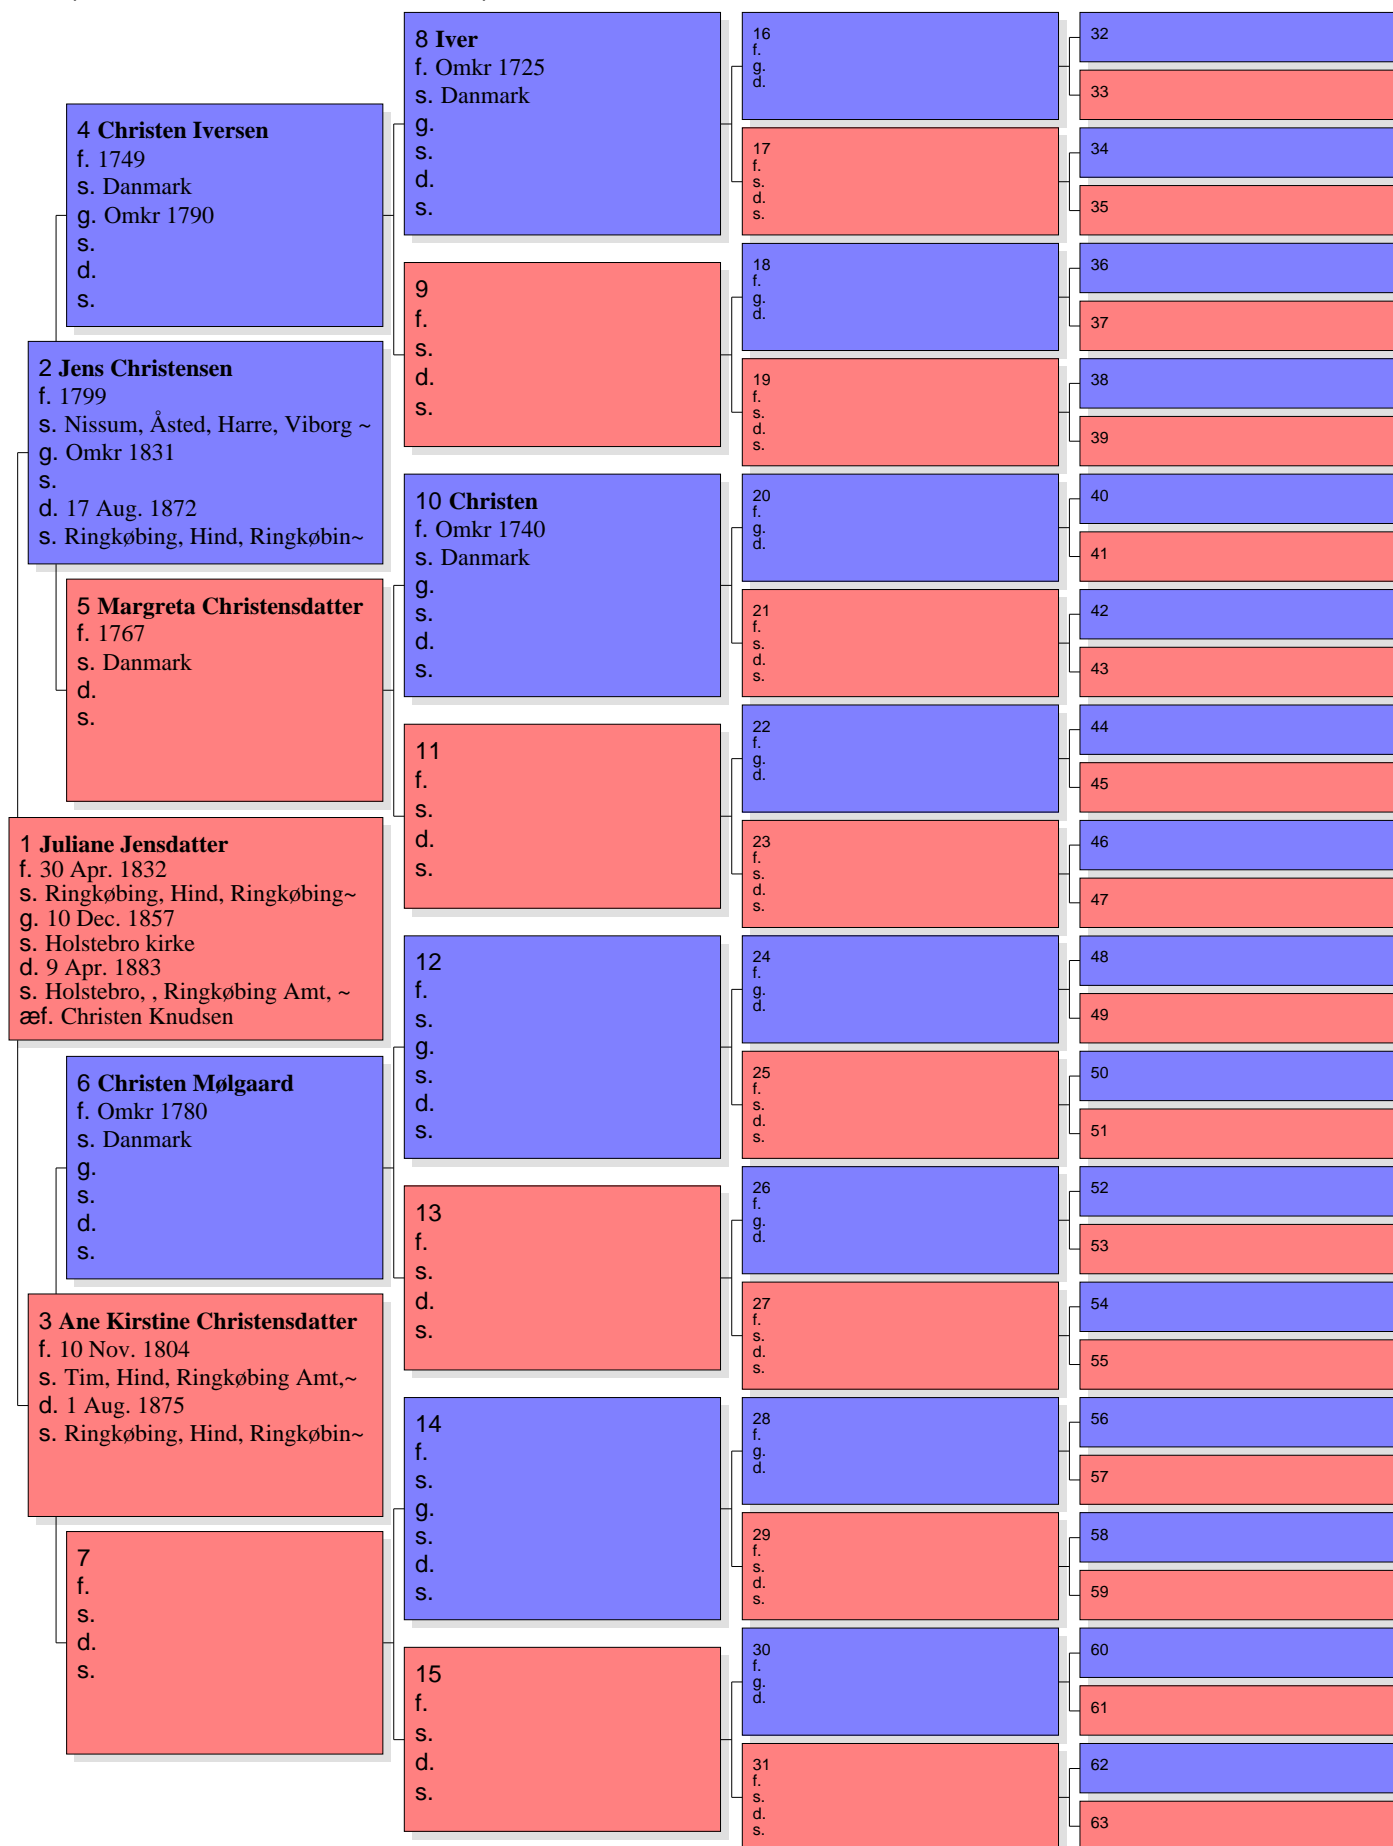 8 Iver
f. Omkr 1725
s. Danmark
g.
s.
d.
s.
4 Christen Iversen
f. 1749
s. Danmark
g. Omkr 1790
s.
d.
s.
9
f.
s.
d.
s.
2 Jens Christensen
f. 1799
s. Nissum, Åsted, Harre, Viborg ~
g. Omkr 1831
s.
d. 17 Aug. 1872
s. Ringkøbing, Hind, Ringkøbin~
10 Christen
f. Omkr 1740
s. Danmark
g.
s.
d.
s.
5 Margreta Christensdatter
f. 1767
s. Danmark
d.
s.
11
f.
s.
d.
s.
1 Juliane Jensdatter
f. 30 Apr. 1832
s. Ringkøbing, Hind, Ringkøbing~
g. 10 Dec. 1857
s. Holstebro kirke
d. 9 Apr. 1883
s. Holstebro, , Ringkøbing Amt, ~
æf. Christen Knudsen
12
f.
s.
g.
s.
d.
s.
6 Christen Mølgaard
f. Omkr 1780
s. Danmark
g.
s.
d.
s.
13
f.
s.
d.
s.
3 Ane Kirstine Christensdatter
f. 10 Nov. 1804
s. Tim, Hind, Ringkøbing Amt,~
d. 1 Aug. 1875
s. Ringkøbing, Hind, Ringkøbin~
14
f.
s.
g.
s.
d.
s.
7
f.
s.
d.
s.
15
f.
s.
d.
s.
16
f.
g.
d.
17
f.
s.
d.
s.
18
f.
g.
d.
19
f.
s.
d.
s.
20
f.
g.
d.
21
f.
s.
d.
s.
22
f.
g.
d.
23
f.
s.
d.
s.
24
f.
g.
d.
25
f.
s.
d.
s.
26
f.
g.
d.
27
f.
s.
d.
s.
28
f.
g.
d.
29
f.
s.
d.
s.
30
f.
g.
d.
31
f.
s.
d.
s.
32
33
34
35
36
37
38
39
40
41
42
43
44
45
46
47
48
49
50
51
52
53
54
55
56
57
58
59
60
61
62
63